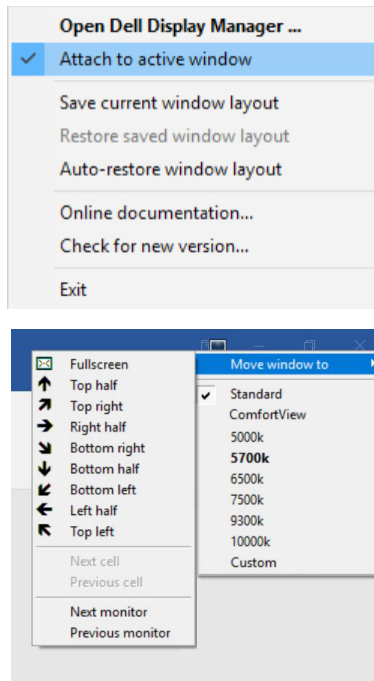 Open Dell Display Manager ...
Attach to active window
Save current window layout
Restore saved window layout
Auto-restore window layout
Online documentation...
Check for new version...
Exit
Fullscreen
Top half
Top right
Right half
Bottom right
Bottom half
Bottom left
Left half
Top left
Next cell
Previous cell
Next monitor
Previous monitor
Move window to
Standard
ComfortView
5000k
5700k
6500k
7500k
9300k
10000k
Custom